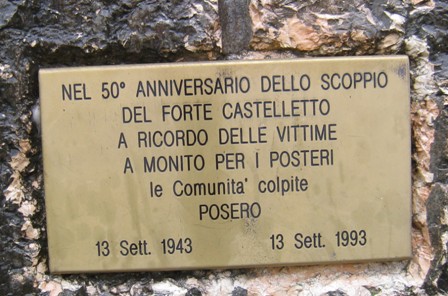 NEL 50° ANNIVERSARIO DELLO SCOPPIO
DEL FORTE CASTELLETTO
A RICORDO DELLE VITTIME
A MONITO PER I POSTERI
le Comunita' colpite
POSERO
13 Sett. 1943 13 Sett. 1993